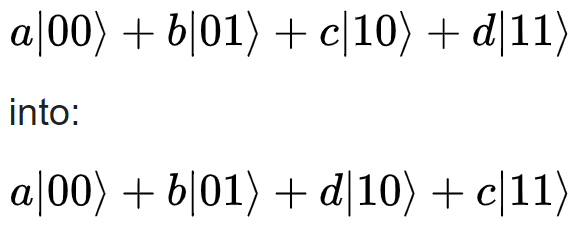 a|00⟩ + b|01⟩ + c|10⟩ + d|11⟩
into:
a|00⟩ + b|01⟩ + d|10⟩ + c|11⟩